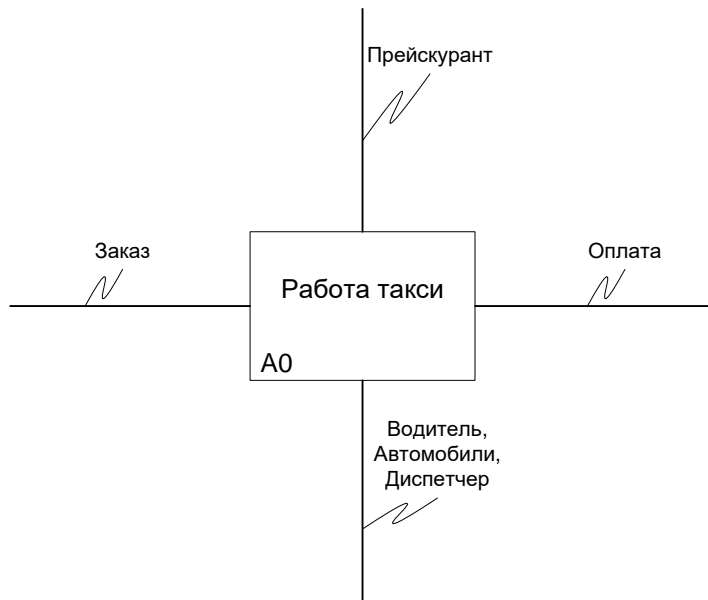 Прейскурант
Заказ
Оплата
Работа такси
A0
Водитель,
Автомобили,
Диспетчер